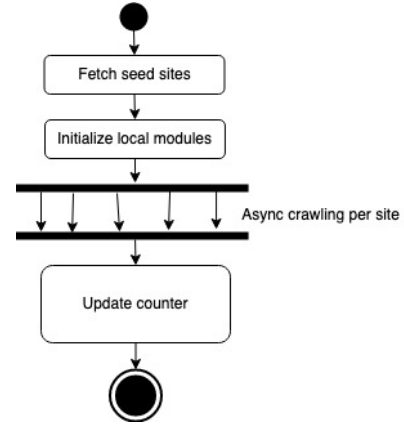 Fetch seed sites
Initialize local modules
Async crawling per site
Update counter